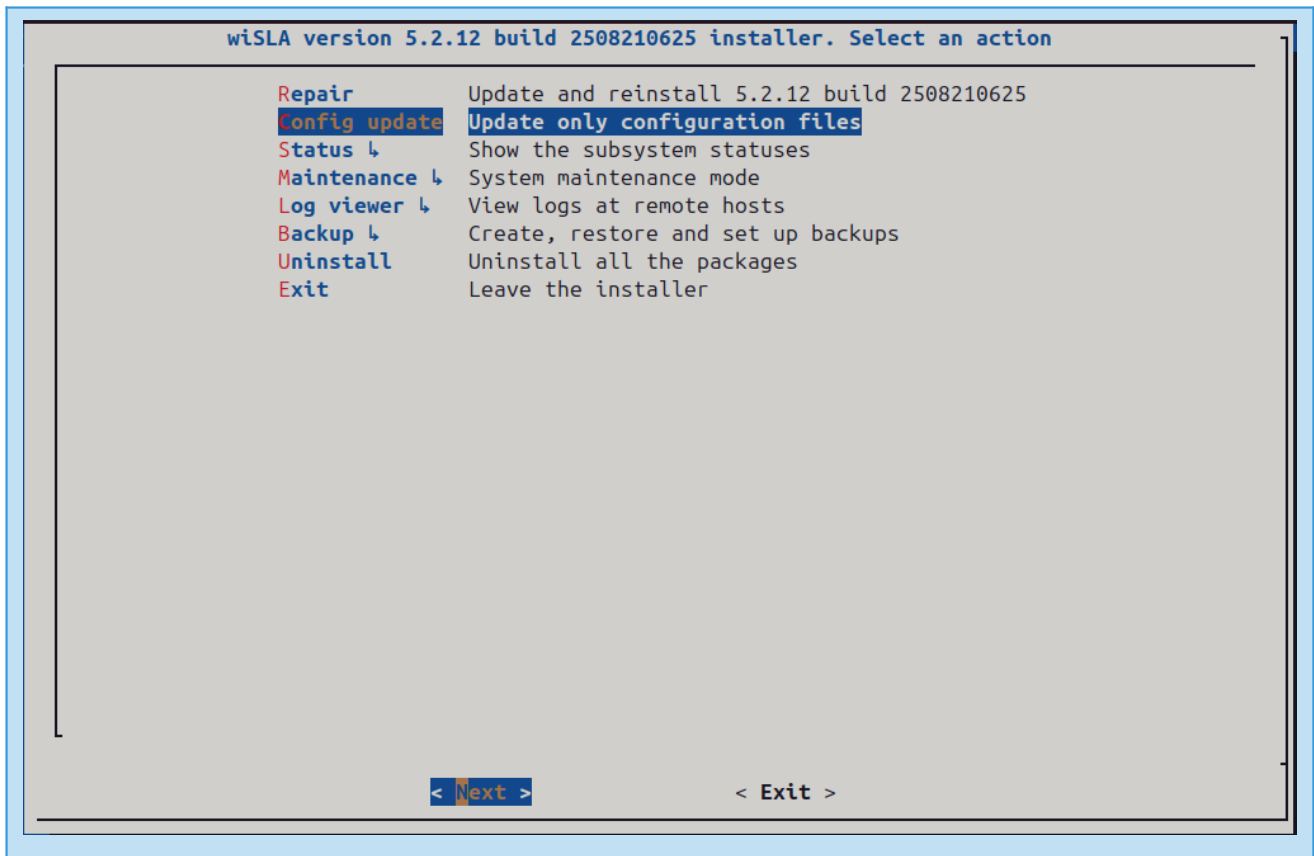 wiSLA version 5.2.12 build 2508210625 installer. Select an action
Repair Update and reinstall 5.2.12 build 2508210625
Config update Update only configuration files
Status ↳ Show the subsystem statuses
Maintenance ↳ System maintenance mode
Log viewer ↳ View logs at remote hosts
Backup ↳ Create, restore and set up backups
Uninstall Uninstall all the packages
Exit Leave the installer
< Next > < Exit >